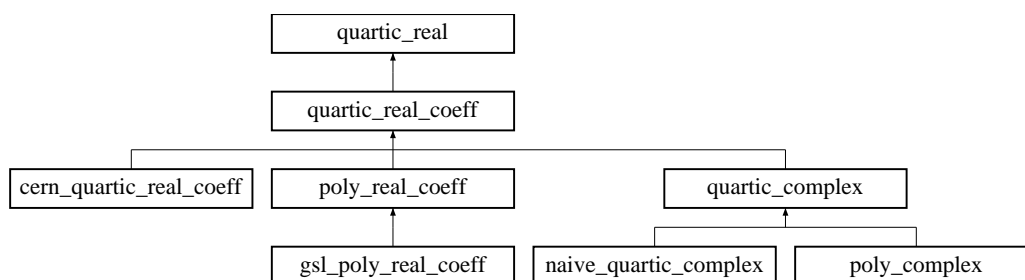 quartic_real
quartic_real_coeff
cern_quartic_real_coeff
poly_real_coeff
quartic_complex
gsl_poly_real_coeff
naive_quartic_complex
poly_complex